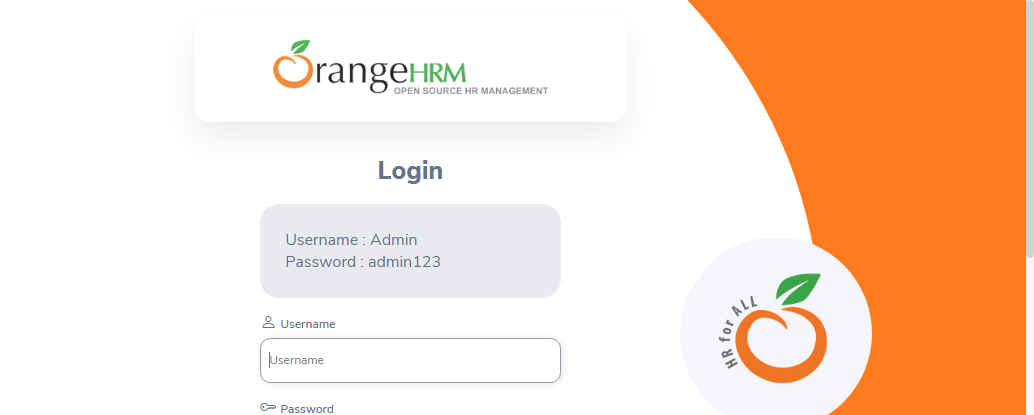 OrangeHRM
OPEN SOURCE HR MANAGEMENT
Login
Username : Admin
Password : admin123
Username
Username
Password
HR for ALL